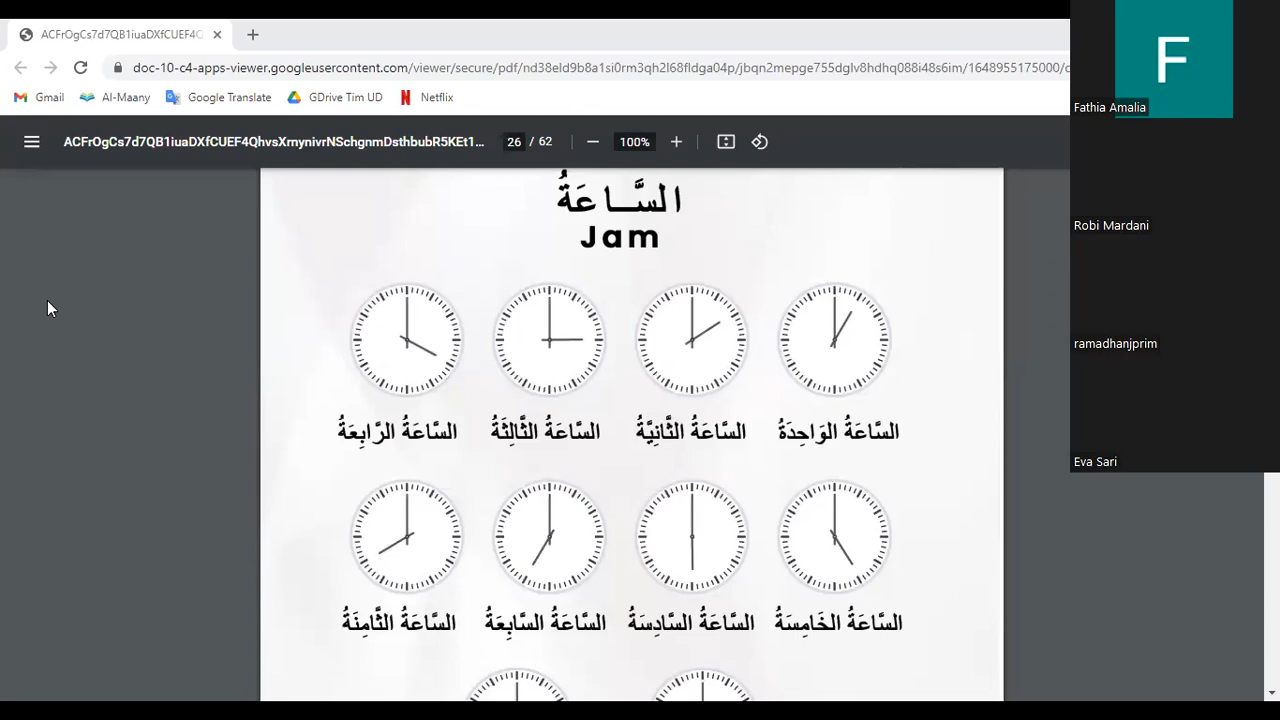 ACFrOgCs7d7QB1iuaDXfCUEF4Q
doc-10-c4-apps-viewer.googleusercontent.com/viewer/secure/pdf/nd38eld9b8a1si0rm3qh2l68fldga04p/jbqn2mepge755dglv8hdhq088i48s6im/1648955175000/
Gmail Al-Maany Google Translate GDrive Tim UD Netflix
ACFrOgCs7d7QB1iuaDXfCUEF4QhvsXrnynivrNSchgnmDsthbubR5KEt1... 26 / 62 100%
F
Fathia Amalia
Robi Mardani
ramadhanjprim
Eva Sari
السَّـــاعَةُ
Jam
السَّاعَةُ الوَاحِدَةُ السَّاعَةُ الثَّانِيَّةُ السَّاعَةُ الثَّالِثَةُ السَّاعَةُ الرَّابِعَةُ
السَّاعَةُ الخَامِسَةُ السَّاعَةُ السَّادِسَةُ السَّاعَةُ السَّابِعَةُ السَّاعَةُ الثَّامِنَةُ